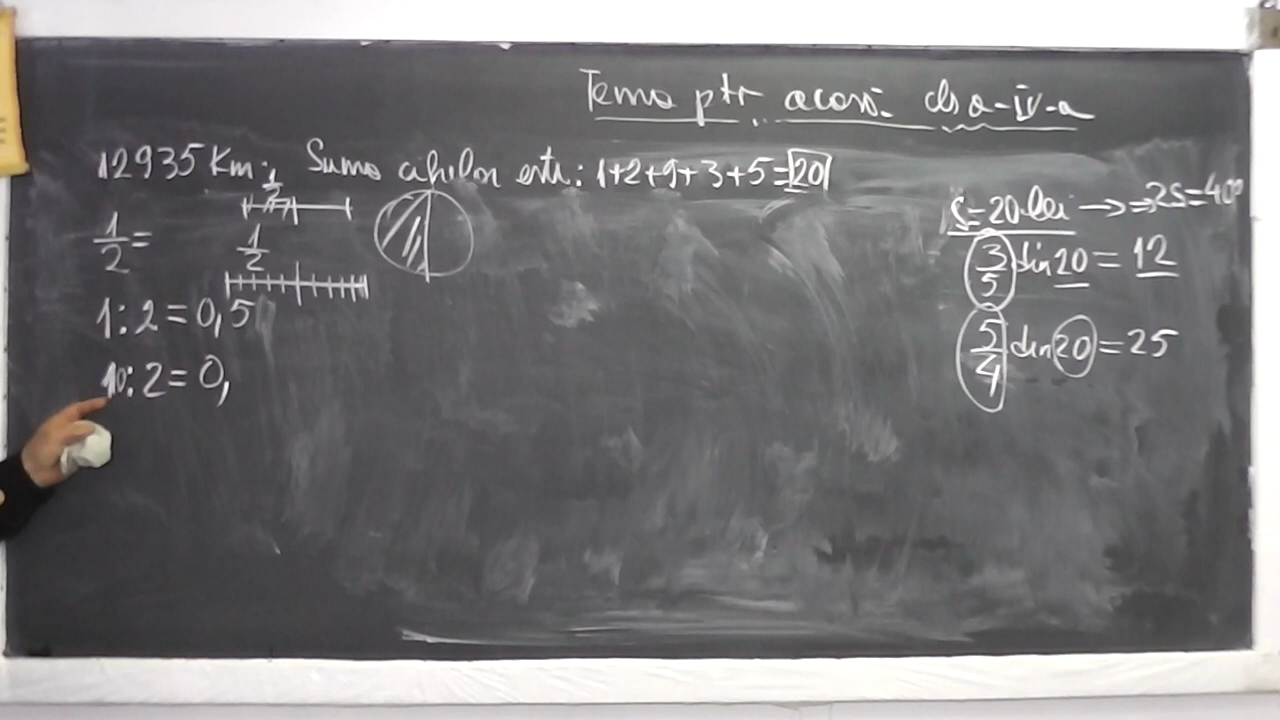 Tema ptr. acasă cls a-IV-a
12935 Km; Suma cifrelor este: 1+2+9+3+5=20
1/2
1/2=
1/2
1:2=0,5
10:2=0,
S=20 lei →⇒2S=40
3/5 din 20 = 12
5/4 din 20 = 25